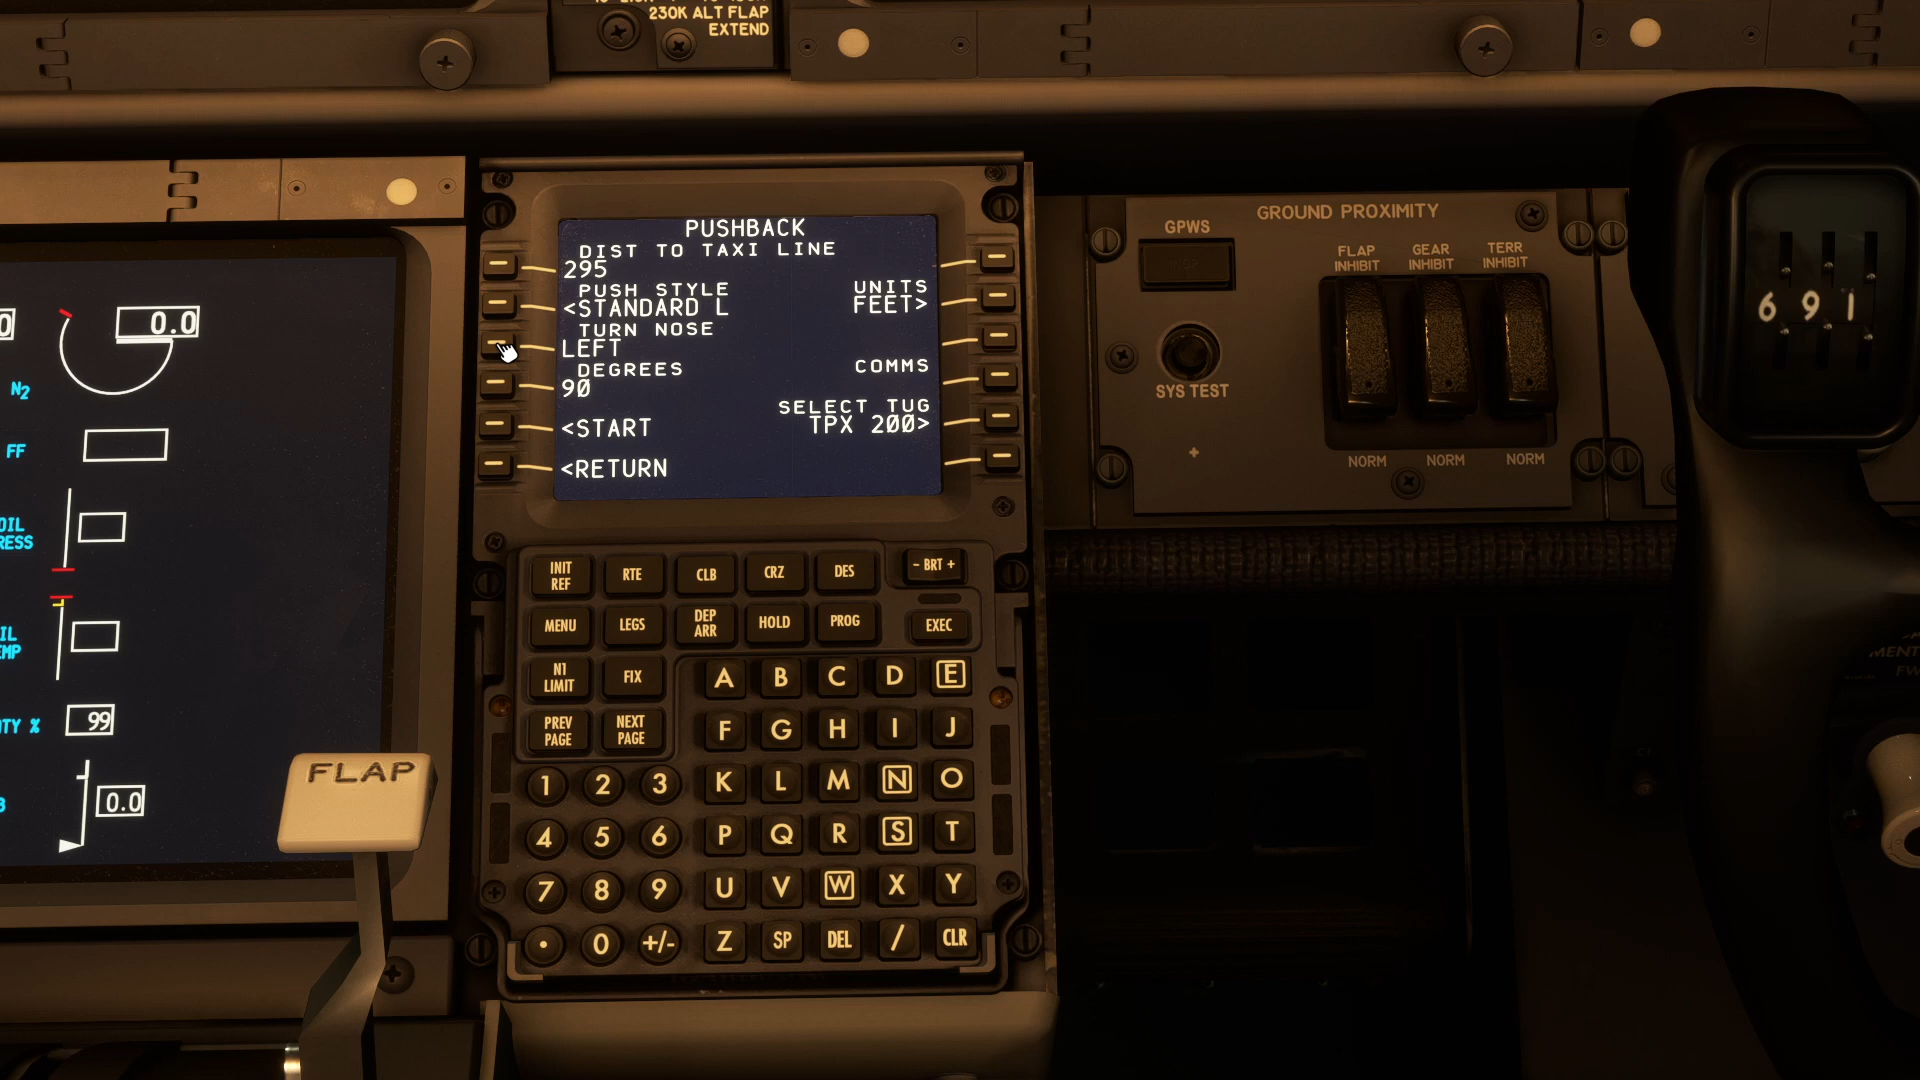 230K ALT FLAP
EXTEND
PUSHBACK
DIST TO TAXI LINE
295
PUSH STYLE
UNITS
<STANDARD L
FEET>
TURN NOSE
LEFT
DEGREES
COMMS
90
SELECT TUG
<START
TPX 200>
<RETURN
GROUND PROXIMITY
GPWS
FLAP
INHIBIT
GEAR
INHIBIT
TERR
INHIBIT
SYS TEST
NORM
NORM
NORM
691
0.0
N2
FF
99
0.0
FLAP
INIT
REF
RTE
CLB
CRZ
DES
- BRT +
MENU
LEGS
DEP
ARR
HOLD
PROG
EXEC
N1
LIMIT
FIX
PREV
PAGE
NEXT
PAGE
A B C D E
F G H I J
1 2 3 K L M N O
4 5 6 P Q R S T
7 8 9 U V W X Y
. 0 +/- Z SP DEL / CLR